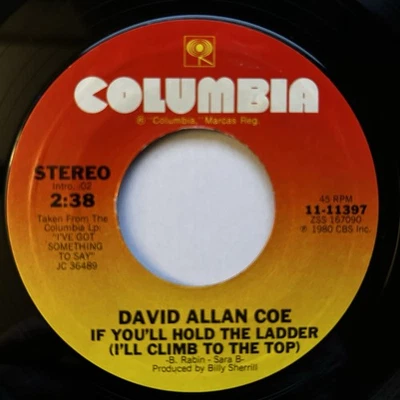 COLUMBIA
® "Columbia," Marcas Reg.
STEREO
Intro. :02
2:38
Taken From The
Columbia Lp:
"I'VE GOT
SOMETHING
TO SAY"
JC 36489
45 RPM
11-11397
ZSS 167090
℗ 1980 CBS Inc.
DAVID ALLAN COE
IF YOU'LL HOLD THE LADDER
(I'LL CLIMB TO THE TOP)
-B. Rabin - Sara B-
Produced by Billy Sherrill